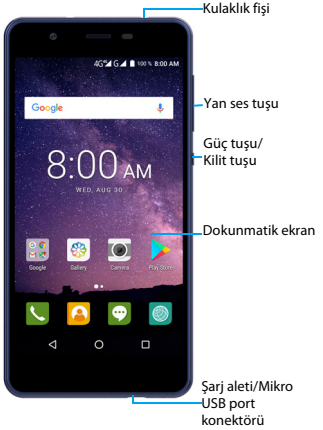 Kulaklık fişi
4G G 100 % 8:00 AM
Google
Yan ses tuşu
8:00 AM
WED, AUG 30
Güç tuşu/
Kilit tuşu
Dokunmatik ekran
Google Gallery Camera Play Store
Şarj aleti/Mikro
USB port
konektörü